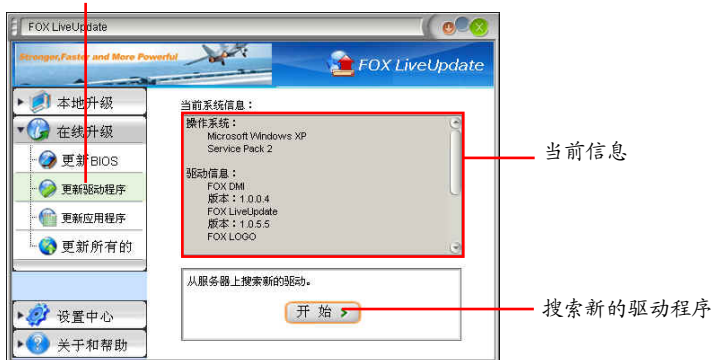 FOX LiveUpdate
Stronger,Faster and More Powerful
FOX LiveUpdate
本地升级
在线升级
更新BIOS
更新驱动程序
更新应用程序
更新所有的
设置中心
关于和帮助
当前系统信息：
操作系统：
Microsoft Windows XP
Service Pack 2
驱动信息：
FOX DMI
版本：1.0.0.4
FOX LiveUpdate
版本：1.0.5.5
FOX LOGO
从服务器上搜索新的驱动。
开 始
当前信息
搜索新的驱动程序